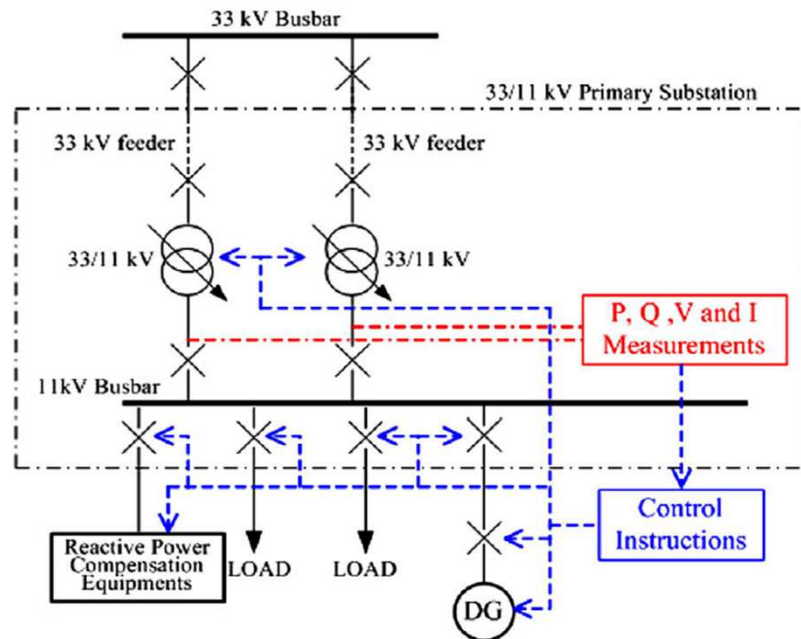 33 kV Busbar
33/11 kV Primary Substation
33 kV feeder
33 kV feeder
33/11 kV
33/11 kV
P, Q ,V and I
Measurements
11kV Busbar
Control
Instructions
Reactive Power
Compensation
Equipments
LOAD
LOAD
DG